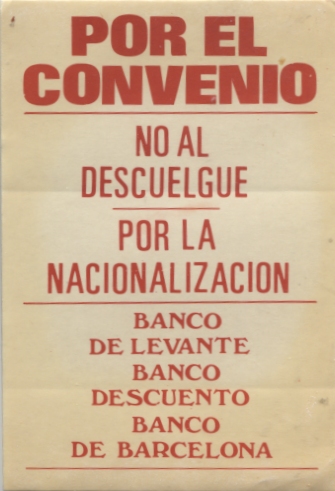 POR EL
CONVENIO
NO AL
DESCUELGUE
POR LA
NACIONALIZACION
BANCO
DE LEVANTE
BANCO
DESCUENTO
BANCO
DE BARCELONA